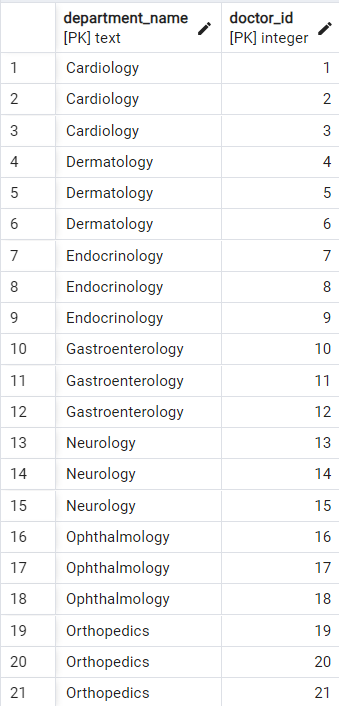 department_name doctor_id
[PK] text [PK] integer
1 Cardiology 1
2 Cardiology 2
3 Cardiology 3
4 Dermatology 4
5 Dermatology 5
6 Dermatology 6
7 Endocrinology 7
8 Endocrinology 8
9 Endocrinology 9
10 Gastroenterology 10
11 Gastroenterology 11
12 Gastroenterology 12
13 Neurology 13
14 Neurology 14
15 Neurology 15
16 Ophthalmology 16
17 Ophthalmology 17
18 Ophthalmology 18
19 Orthopedics 19
20 Orthopedics 20
21 Orthopedics 21